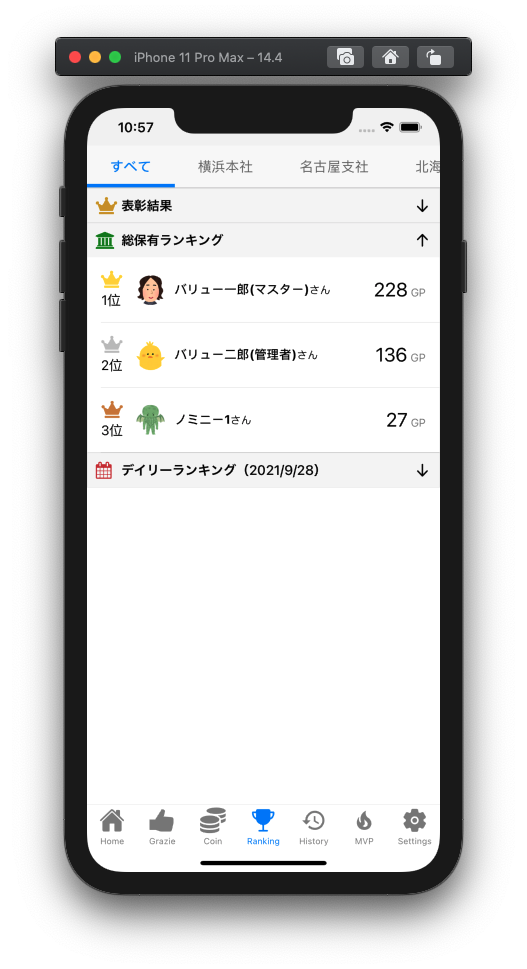 iPhone 11 Pro Max – 14.4
10:57
すべて 横浜本社 名古屋支社 北海
表彰結果
総保有ランキング
1位 バリュー一郎(マスター)さん 228 GP
2位 バリュー二郎(管理者)さん 136 GP
3位 ノミニー1さん 27 GP
デイリーランキング（2021/9/28）
Home Grazie Coin Ranking History MVP Settings